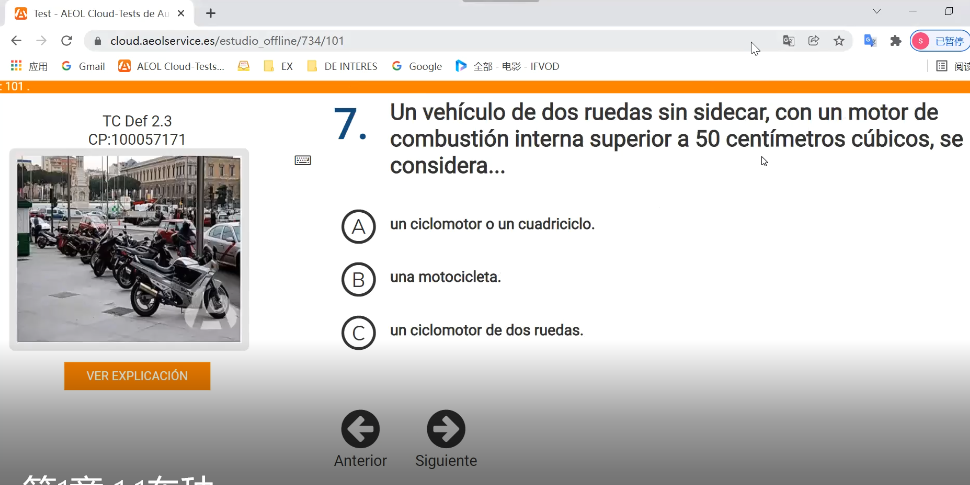 Test - AEOL Cloud-Tests de Au
cloud.aeolservice.es/estudio_offline/734/101
S 已暂停
应用 Gmail AEOL Cloud-Tests... EX DE INTERES Google 全部 - 电影 - IFVOD
: 101 .
TC Def 2.3
CP:100057171
7. Un vehículo de dos ruedas sin sidecar, con un motor de
combustión interna superior a 50 centímetros cúbicos, se
considera...
A un ciclomotor o un cuadriciclo.
B una motocicleta.
C un ciclomotor de dos ruedas.
VER EXPLICACIÓN
Anterior Siguiente